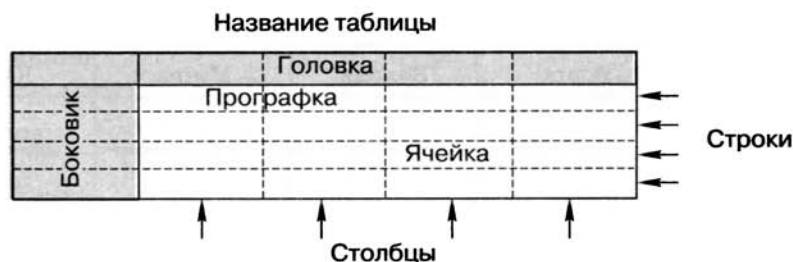 Название таблицы
Головка
Прографка
Боковик
Ячейка
Строки
Столбцы